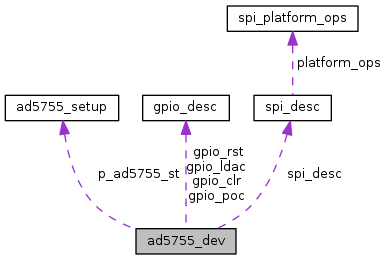 spi_platform_ops
platform_ops
ad5755_setup
gpio_desc
spi_desc
gpio_rst
gpio_ldac
gpio_clr
gpio_poc
p_ad5755_st
spi_desc
ad5755_dev